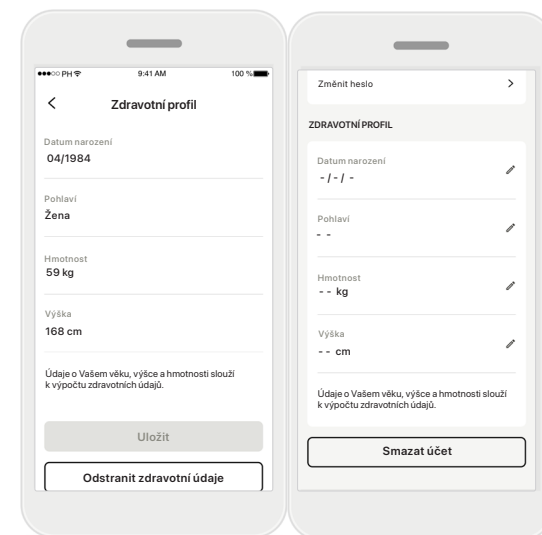 PH
9:41 AM
100 %
Zdravotní profil
Datum narození
04/1984
Pohlaví
Žena
Hmotnost
59 kg
Výška
168 cm
Údaje o Vašem věku, výšce a hmotnosti slouží
k výpočtu zdravotních údajů.
Uložit
Odstranit zdravotní údaje
Změnit heslo
ZDRAVOTNÍ PROFIL
Datum narození
- / - / -
Pohlaví
- -
Hmotnost
- - kg
Výška
- - cm
Údaje o Vašem věku, výšce a hmotnosti slouží
k výpočtu zdravotních údajů.
Smazat účet